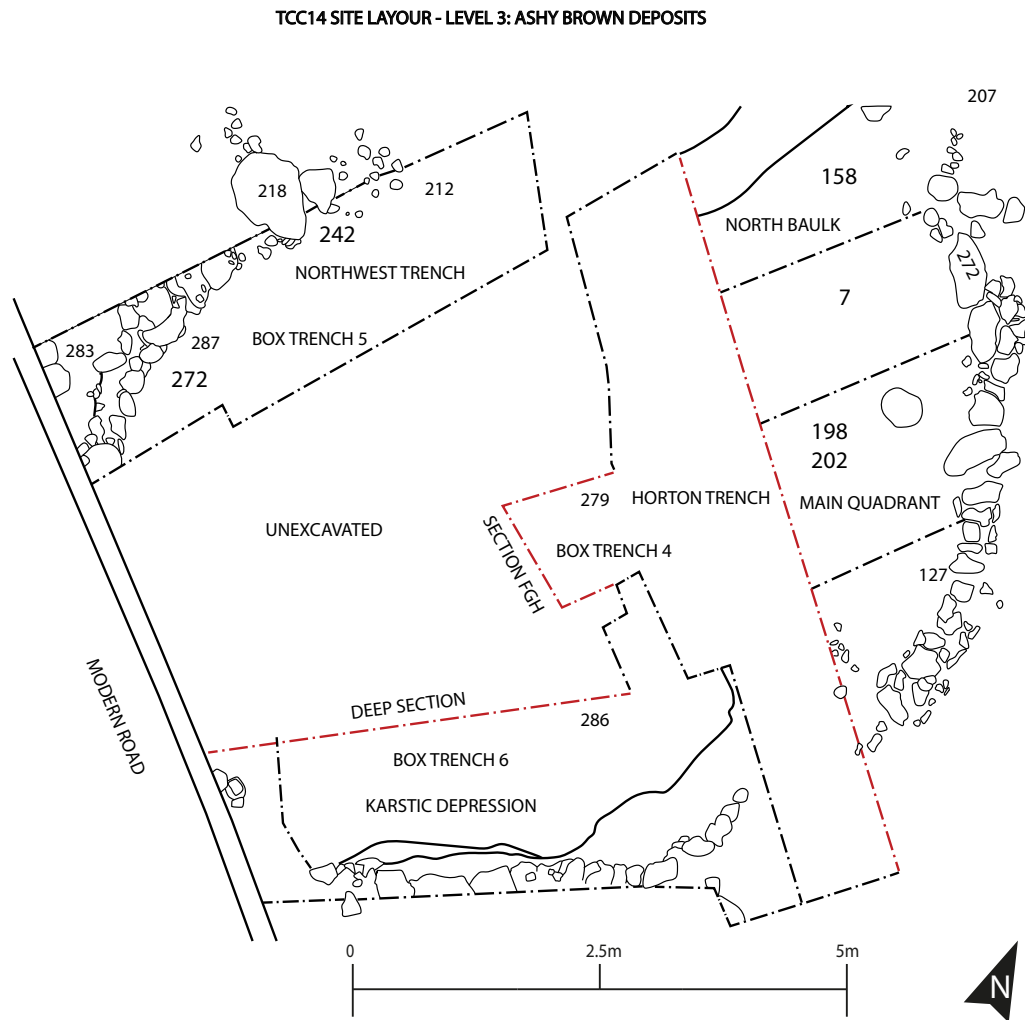 TCC14 SITE LAYOUR - LEVEL 3: ASHY BROWN DEPOSITS
207
218
212
158
242
NORTH BAULK
NORTHWEST TRENCH
272
7
283
287
BOX TRENCH 5
272
198
202
279
HORTON TRENCH
MAIN QUADRANT
UNEXCAVATED
SECTION FGH
BOX TRENCH 4
127
MODERN ROAD
DEEP SECTION
286
BOX TRENCH 6
KARSTIC DEPRESSION
0
2.5m
5m
N